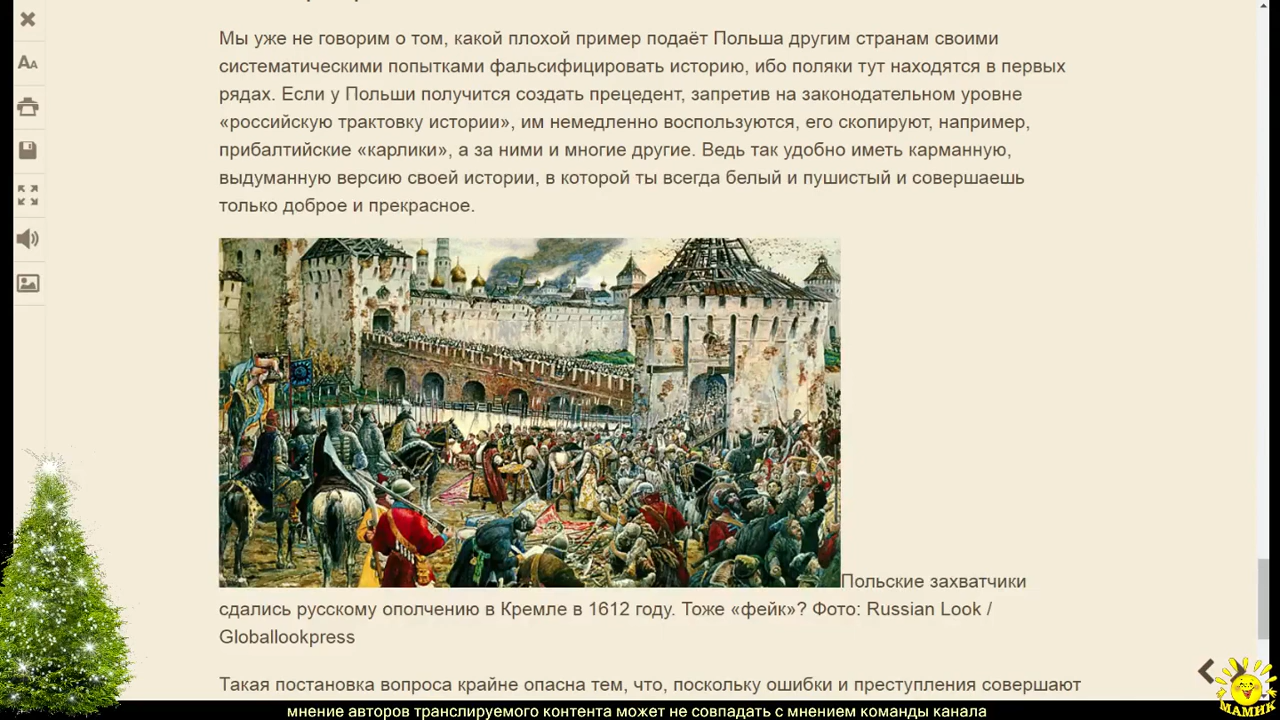 Мы уже не говорим о том, какой плохой пример подаёт Польша другим странам своими
систематическими попытками фальсифицировать историю, ибо поляки тут находятся в первых
рядах. Если у Польши получится создать прецедент, запретив на законодательном уровне
«российскую трактовку истории», им немедленно воспользуются, его скопируют, например,
прибалтийские «карлики», а за ними и многие другие. Ведь так удобно иметь карманную,
выдуманную версию своей истории, в которой ты всегда белый и пушистый и совершаешь
только доброе и прекрасное.
Польские захватчики
сдались русскому ополчению в Кремле в 1612 году. Тоже «фейк»? Фото: Russian Look /
Globallookpress
Такая постановка вопроса крайне опасна тем, что, поскольку ошибки и преступления совершают
МАМИК
мнение авторов транслируемого контента может не совпадать с мнением команды канала